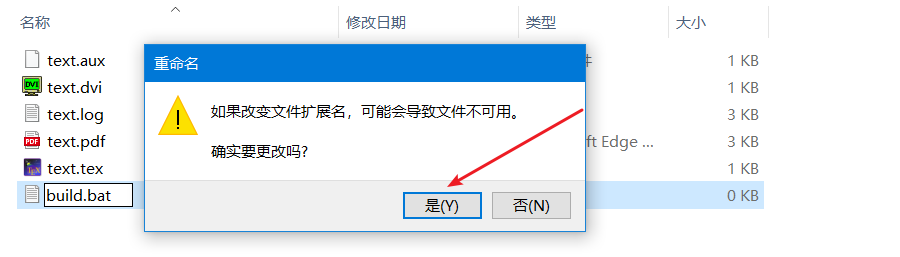 名称 修改日期 类型 大小
text.aux 件 1 KB
重命名
text.dvi 1 KB
如果改变文件扩展名，可能会导致文件不可用。
text.log 3 KB
text.pdf ft Edge ... 3 KB
确实要更改吗?
text.tex 1 KB
build.bat 0 KB
是(Y) 否(N)